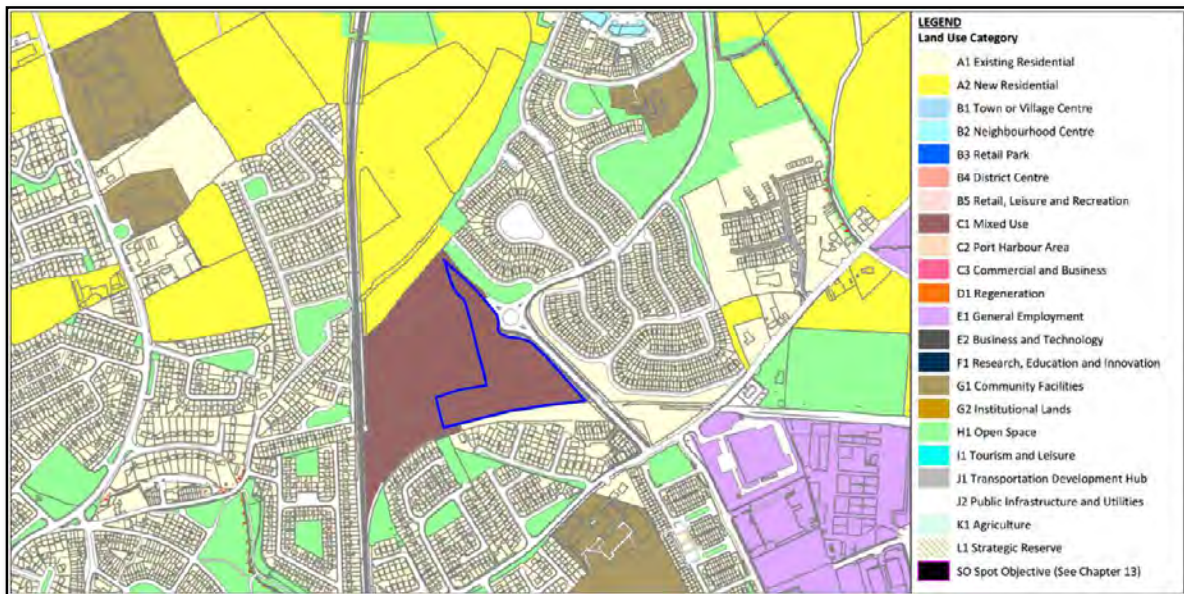 LEGEND
Land Use Category
A1 Existing Residential
A2 New Residential
B1 Town or Village Centre
B2 Neighbourhood Centre
B3 Retail Park
B4 District Centre
B5 Retail, Leisure and Recreation
C1 Mixed Use
C2 Port Harbour Area
C3 Commercial and Business
D1 Regeneration
E1 General Employment
E2 Business and Technology
F1 Research, Education and Innovation
G1 Community Facilities
G2 Institutional Lands
H1 Open Space
I1 Tourism and Leisure
J1 Transportation Development Hub
J2 Public Infrastructure and Utilities
K1 Agriculture
L1 Strategic Reserve
SO Spot Objective (See Chapter 13)